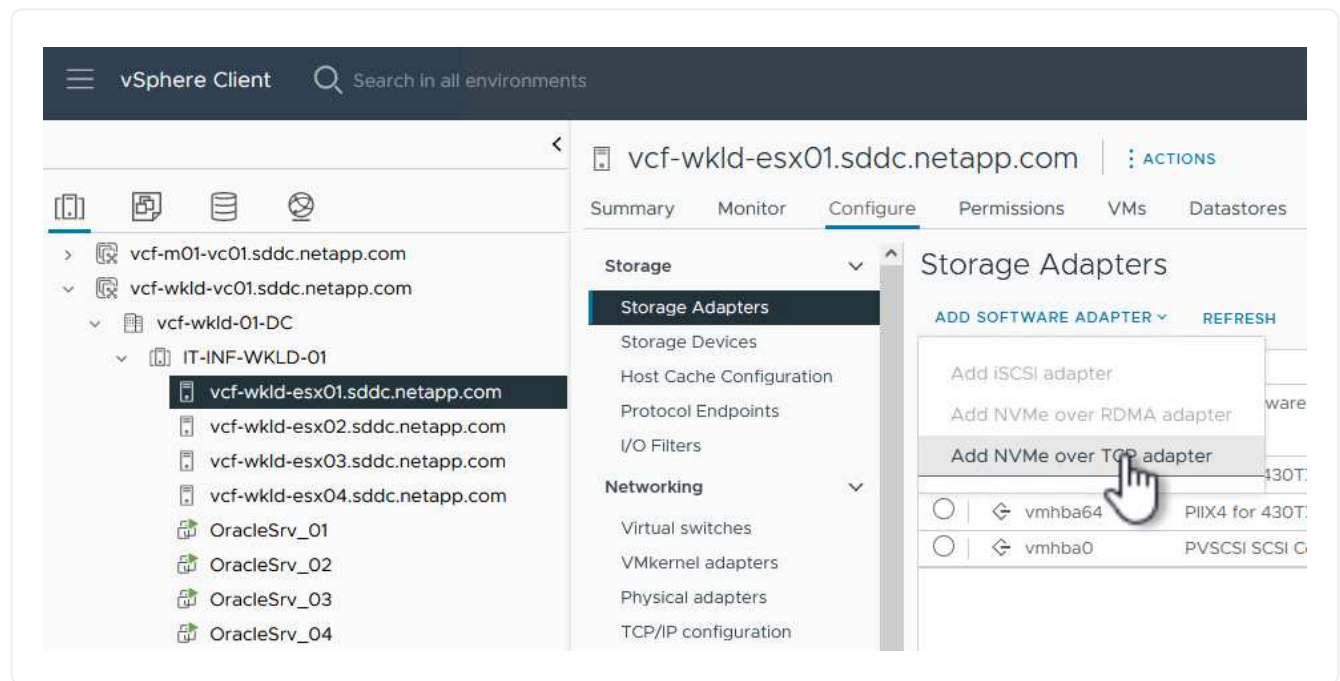 vSphere Client
Search in all environments
vcf-m01-vc01.sddc.netapp.com
vcf-wkld-vc01.sddc.netapp.com
vcf-wkld-01-DC
IT-INF-WKLD-01
vcf-wkld-esx01.sddc.netapp.com
vcf-wkld-esx02.sddc.netapp.com
vcf-wkld-esx03.sddc.netapp.com
vcf-wkld-esx04.sddc.netapp.com
OracleSrv_01
OracleSrv_02
OracleSrv_03
OracleSrv_04
vcf-wkld-esx01.sddc.netapp.com ACTIONS
Summary Monitor Configure Permissions VMs Datastores
Storage
Storage Adapters
Storage Devices
Host Cache Configuration
Protocol Endpoints
I/O Filters
Networking
Virtual switches
VMkernel adapters
Physical adapters
TCP/IP configuration
Storage Adapters
ADD SOFTWARE ADAPTER REFRESH
Add iSCSI adapter
Add NVMe over RDMA adapter
ware
Add NVMe over TCP adapter
430T
vmhba64 PIIX4 for 430T
vmhba0 PVSCSI SCSI